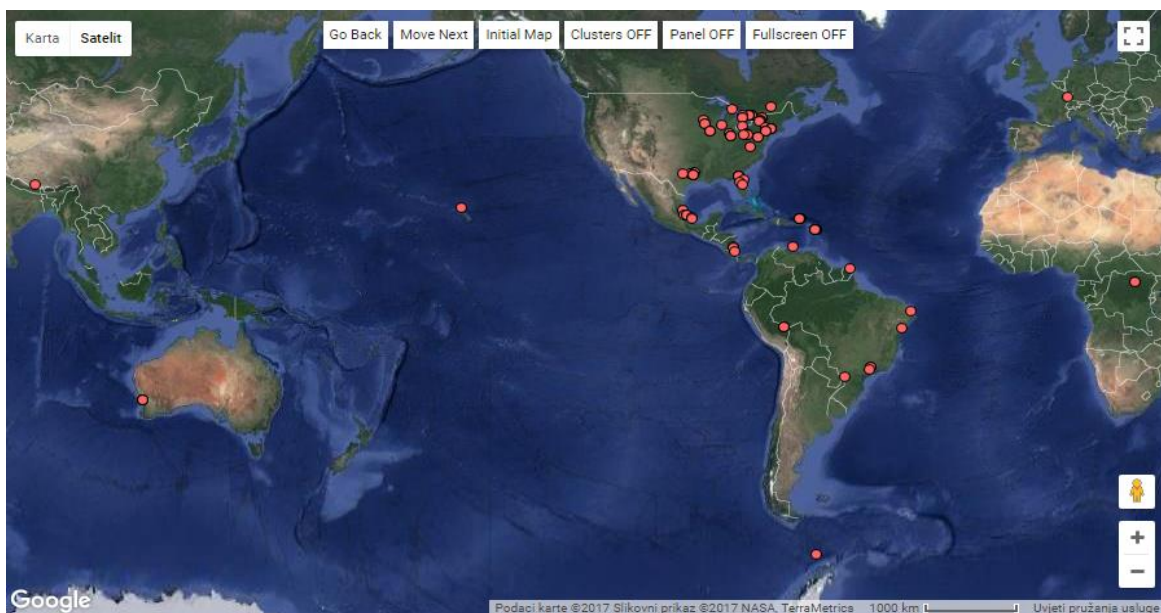 Karta Satelit Go Back Move Next Initial Map Clusters OFF Panel OFF Fullscreen OFF
Google Podaci karte ©2017 Slikovni prikaz ©2017 NASA, TerraMetrics 1000 km Uvjeti pružanja usluge